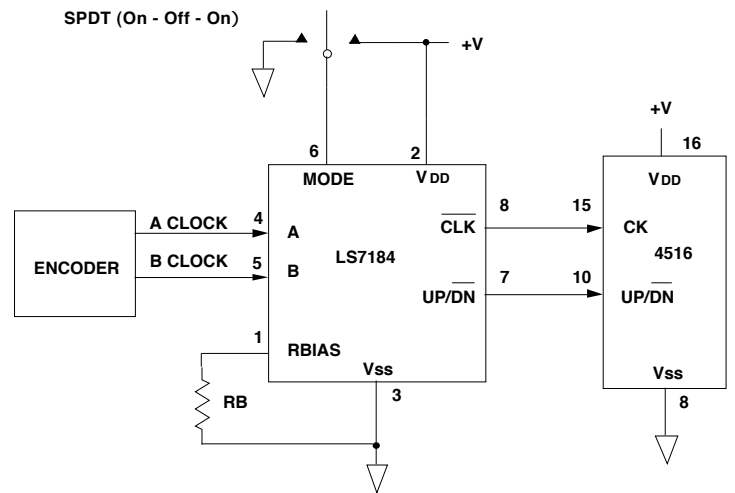 SPDT (On - Off - On)
+V
+V
6
2
16
MODE
VDD
VDD
A CLOCK
4
8
15
A
CLK
CK
ENCODER
B CLOCK
5
LS7184
4516
B
7
10
UP/DN
UP/DN
1
RBIAS
Vss
Vss
RB
3
8